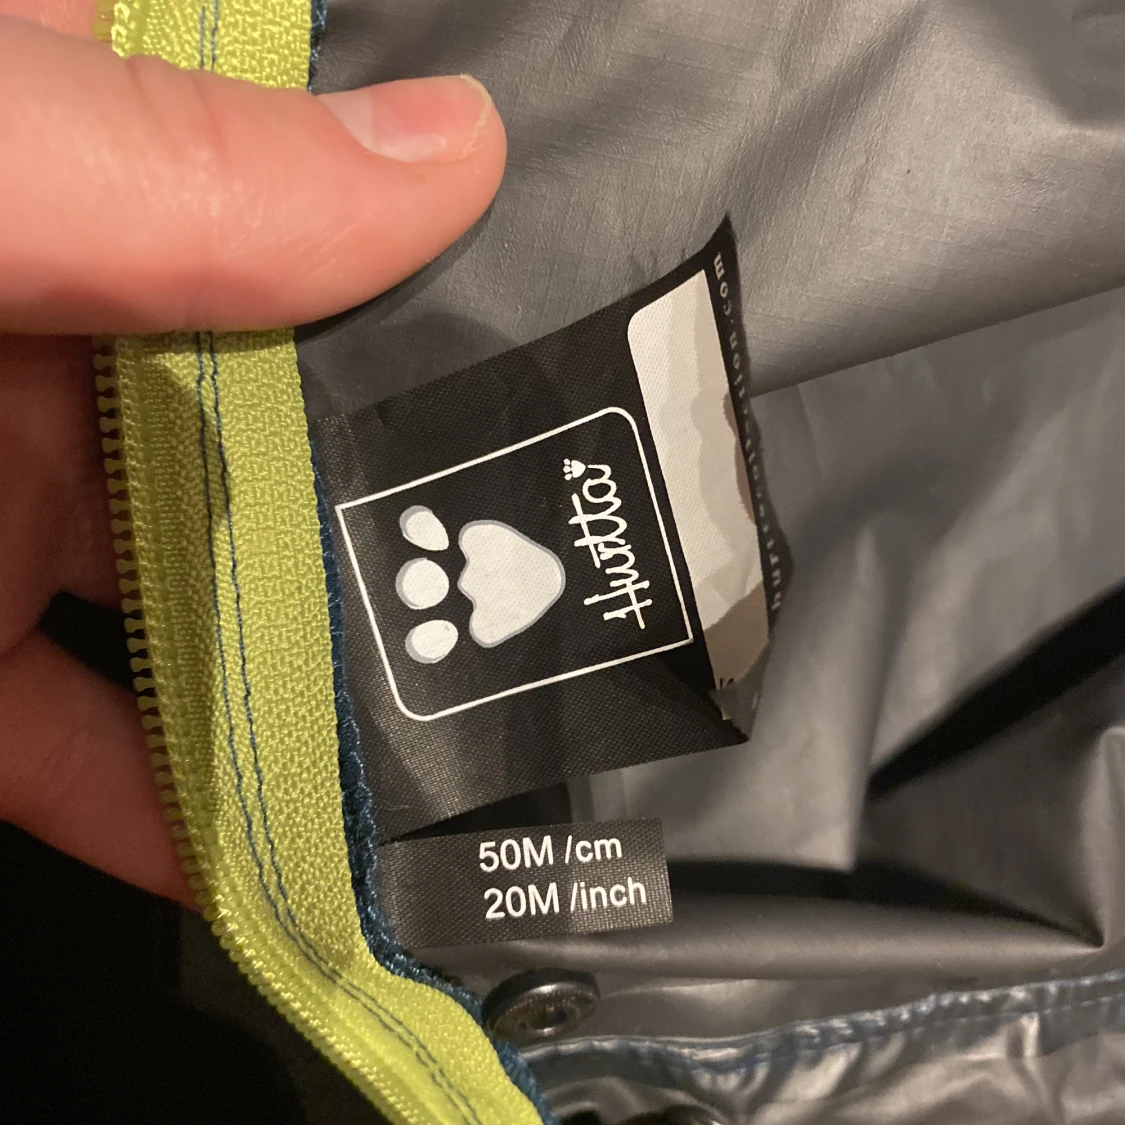 Hurtta
50M /cm
20M /inch